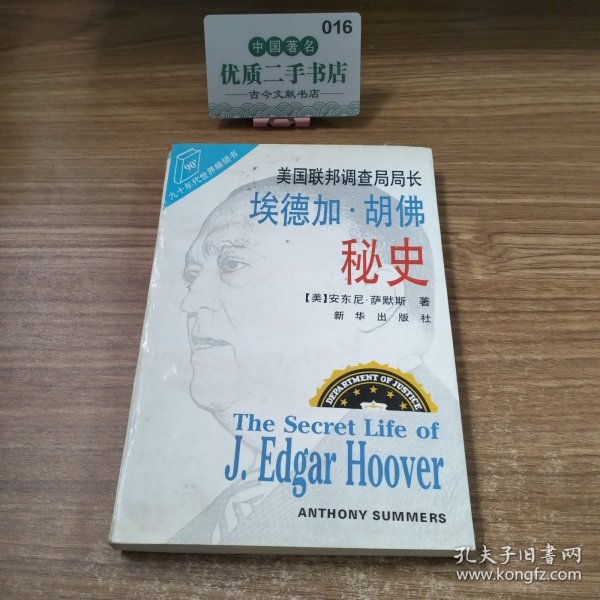 016
中国著名
优质二手书店
古今文献书店
90'
九十年代世界畅销书
美国联邦调查局局长
埃德加·胡佛
秘史
【美】安东尼·萨默斯 著
新华出版社
DEPARTMENT OF JUSTICE
The Secret Life of
J. Edgar Hoover
ANTHONY SUMMERS
孔夫子旧书网
www.kongfz.com